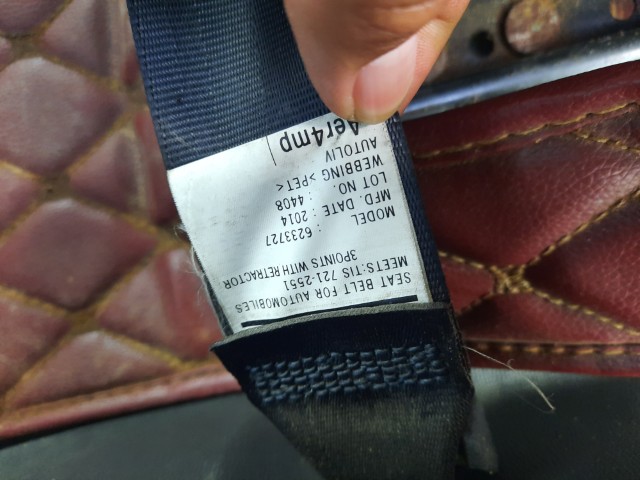 SEAT BELT FOR AUTOMOBILES
MEETS:TIS 721-2551
3POINTS WITH RETRACTOR
MODEL : 6233727
MFD. DATE : 2014
LOT NO. : 4408
WEBBING >PET<
AUTOLIV
Aer4mp